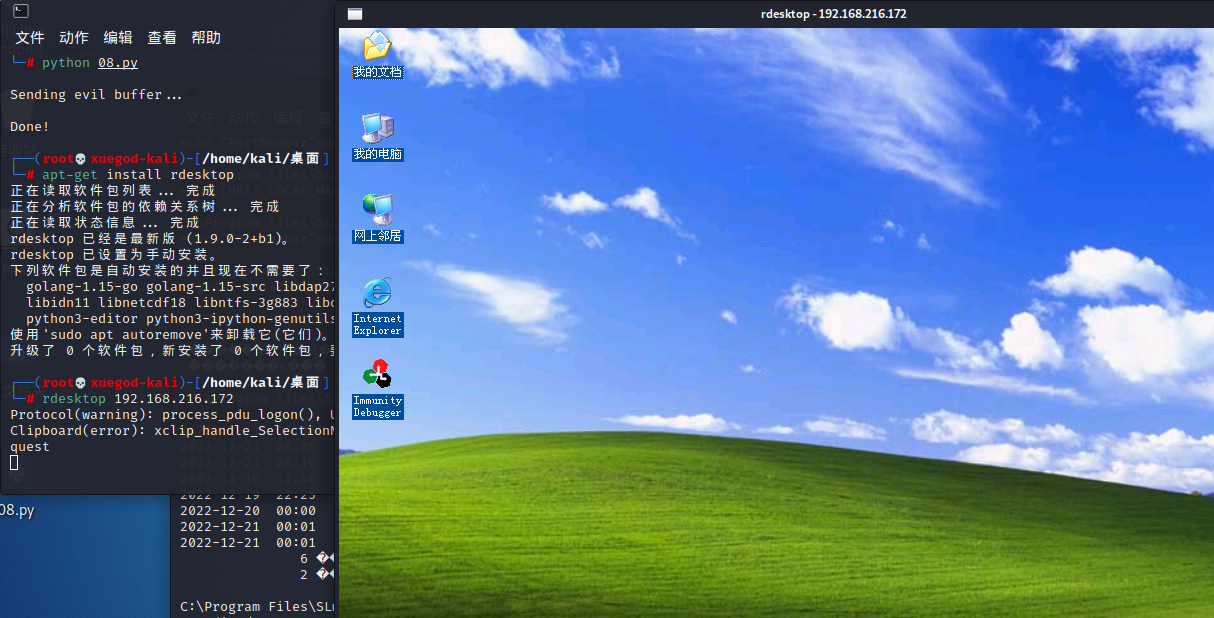 文件 动作 编辑 查看 帮助
└─# python 08.py
Sending evil buffer...
Done!
┌──(root💀xuegod-kali)-[/home/kali/桌面]
└─# apt-get install rdesktop
正在读取软件包列表... 完成
正在分析软件包的依赖关系树... 完成
正在读取状态信息... 完成
rdesktop 已经是最新版 (1.9.0-2+b1)。
rdesktop 已设置为手动安装。
下列软件包是自动安装的并且现在不需要了：
golang-1.15-go golang-1.15-src libdap27
libidn11 libnetcdf18 libntfs-3g883
python3-editor python3-ipython-genutils
使用'sudo apt autoremove'来卸载它(它们)。
升级了 0 个软件包，新安装了 0 个软件包，
┌──(root💀xuegod-kali)-[/home/kali/桌面]
└─# rdesktop 192.168.216.172
Protocol(warning): process_pdu_logon(),
Clipboard(error): xclip_handle_Selection
quest
08.py
2022-12-19 22:25
2022-12-20 00:00
2022-12-21 00:01
2022-12-21 00:01
6
2
C:\Program Files\SL
rdesktop - 192.168.216.172
我的文档
我的电脑
网上邻居
Internet
Explorer
Immunity
Debugger